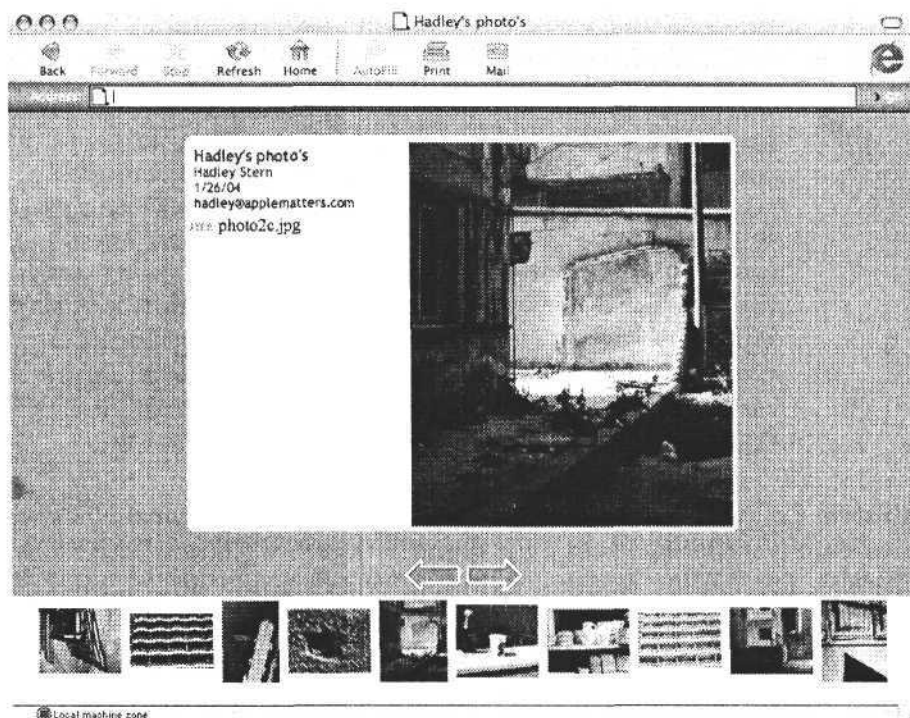 Hadley's photo's
Back Forward Stop Refresh Home AutoFill Print Mail
Address
Hadley's photo's
Hadley Stern
1/26/04
hadley@applematters.com
photo2c.jpg
Local machine zone